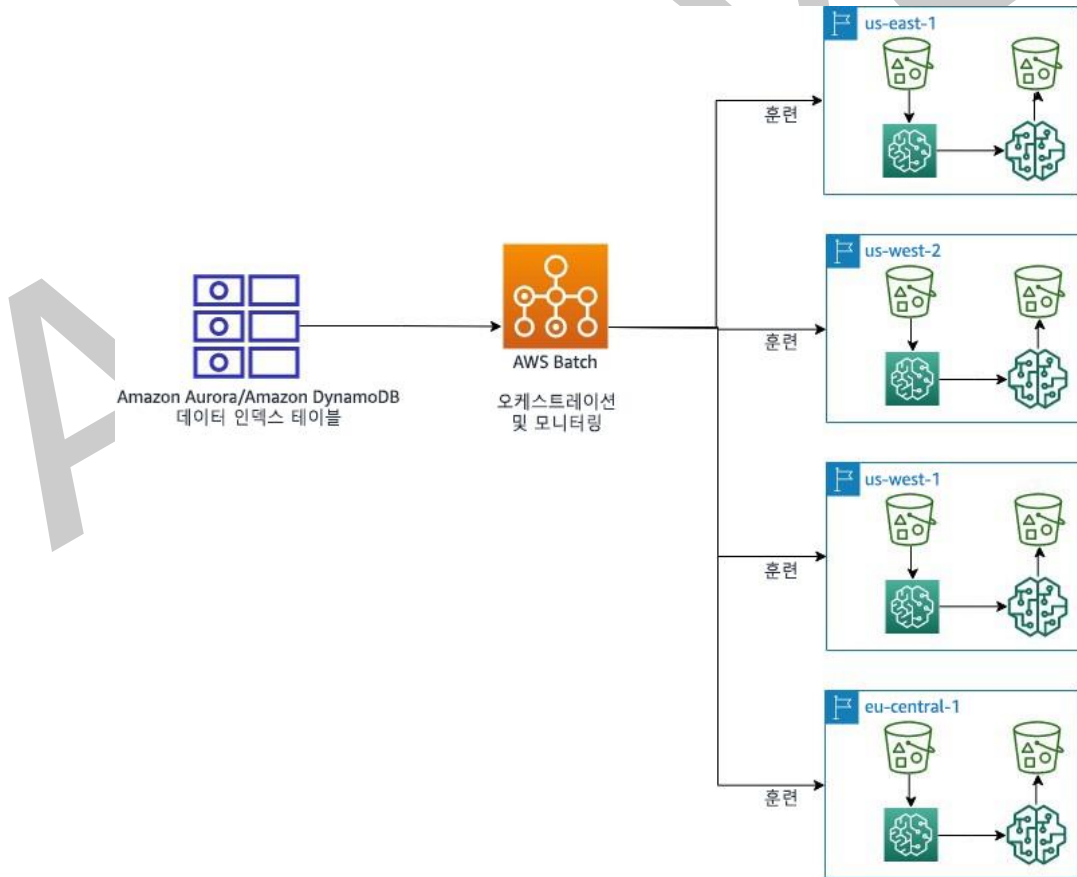 us-east-1
훈련
us-west-2
Amazon Aurora/Amazon DynamoDB
데이터 인덱스 테이블
AWS Batch
오케스트레이션
및 모니터링
훈련
us-west-1
훈련
eu-central-1
훈련